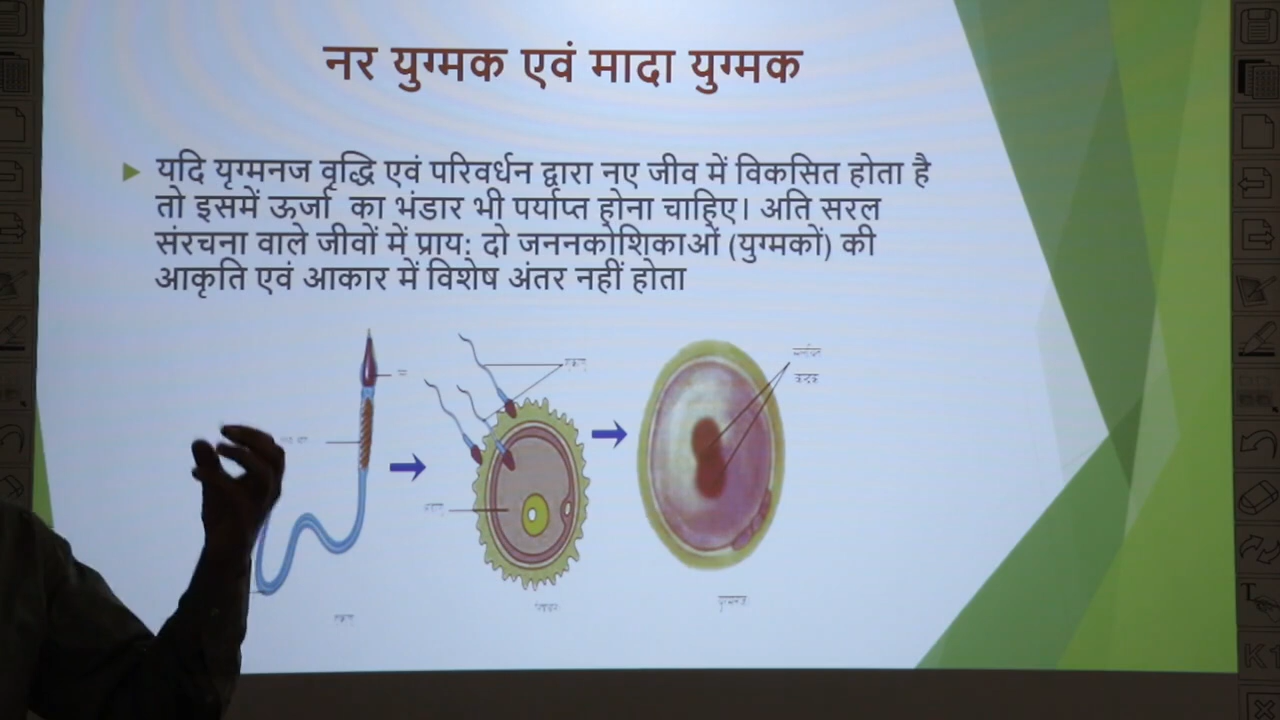 नर युग्मक एवं मादा युग्मक
यदि यृग्मनज वृद्धि एवं परिवर्धन द्वारा नए जीव में विकसित होता है
तो इसमें ऊर्जा का भंडार भी पर्याप्त होना चाहिए। अति सरल
संरचना वाले जीवों में प्राय: दो जननकोशिकाओं (युग्मकों) की
आकृति एवं आकार में विशेष अंतर नहीं होता